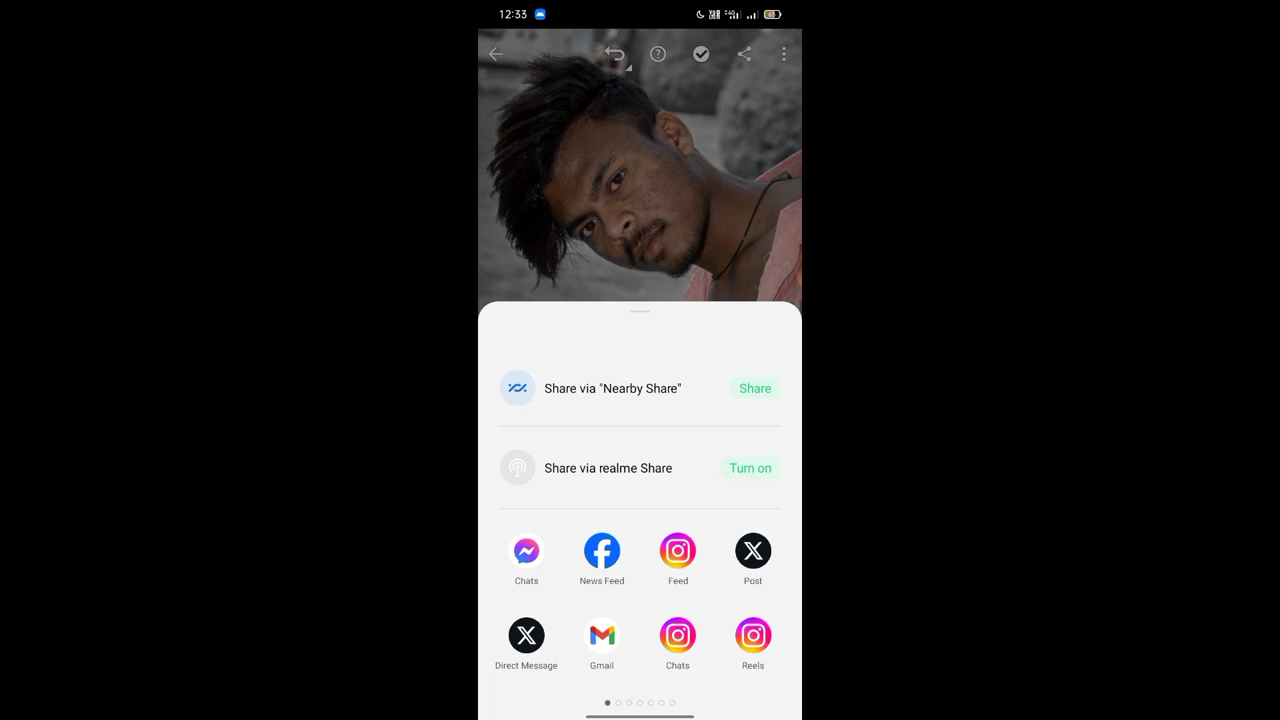 12:33
Share via "Nearby Share" Share
Share via realme Share Turn on
Chats News Feed Feed Post
Direct Message Gmail Chats Reels